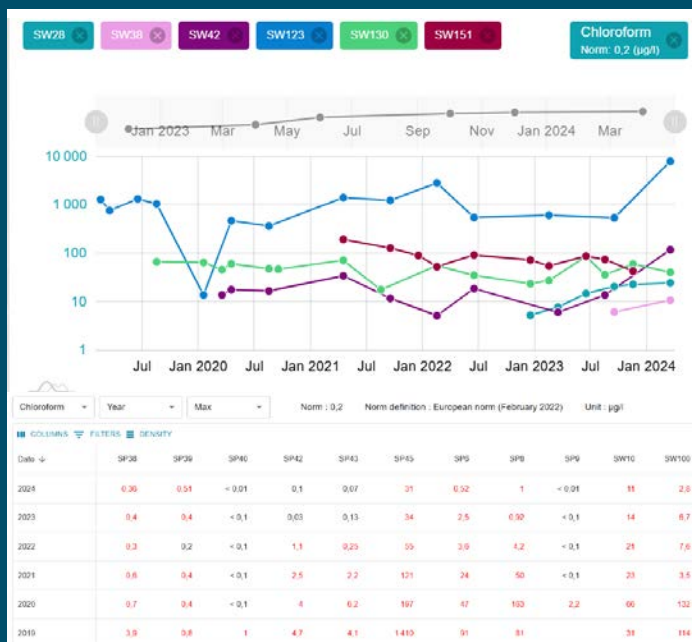 SW28 SW38 SW42 SW123 SW130 SW151
Chloroform
Norm: 0,2 (µg/l)
Jan 2023 Mar May Jul Sep Nov Jan 2024 Mar
10 000
1 000
100
10
1
Jul Jan 2020 Jul Jan 2021 Jul Jan 2022 Jul Jan 2023 Jul Jan 2024
Chloroform Year Max Norm : 0,2 Norm definition : European norm (February 2022) Unit : µg/l
COLUMNS FILTERS DENSITY
Date SP38 SP39 SP40 SP42 SP43 SP45 SP6 SP8 SP9 SW10 SW100
2024 0,36 0,51 < 0,01 0,1 0,07 31 0,52 1 < 0,01 11 2,8
2023 0,4 0,4 < 0,1 0,03 0,13 34 2,5 0,92 < 0,1 14 6,7
2022 0,3 0,2 < 0,1 1,1 0,25 55 3,6 4,2 < 0,1 21 7,6
2021 0,6 0,4 < 0,1 2,5 2,2 121 24 50 < 0,1 23 3,5
2020 0,7 0,4 < 0,1 4 6,2 197 47 2,2 66 132
2019 3,9 0,8 1 4,7 4,1 1 410 91 81 31 114